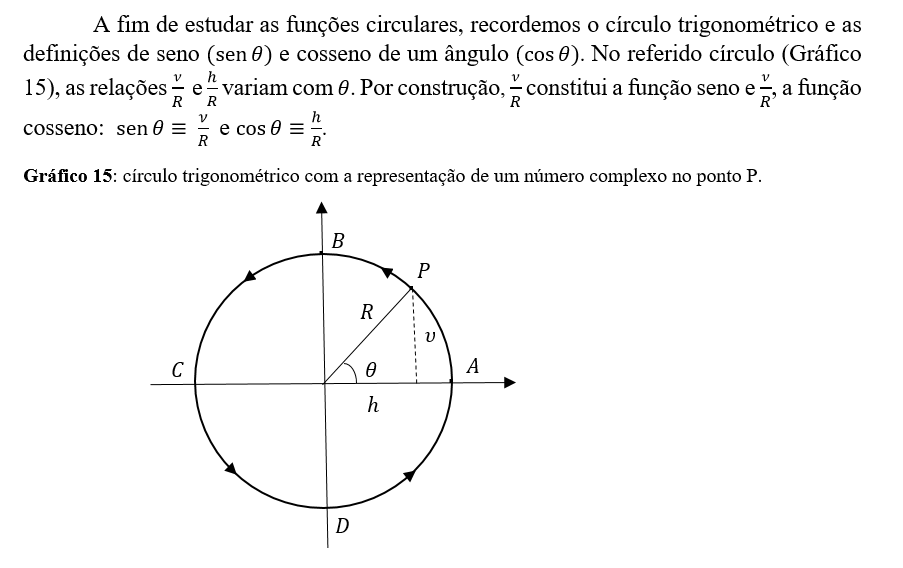 A fim de estudar as funções circulares, recordemos o círculo trigonométrico e as
definições de seno (sen θ) e cosseno de um ângulo (cos θ). No referido círculo (Gráfico
15), as relações v/R e h/R variam com θ. Por construção, v/R constitui a função seno e v/R, a função
cosseno: sen θ ≡ v/R e cos θ ≡ h/R.
Gráfico 15: círculo trigonométrico com a representação de um número complexo no ponto P.
B
P
R
υ
C
θ
A
h
D